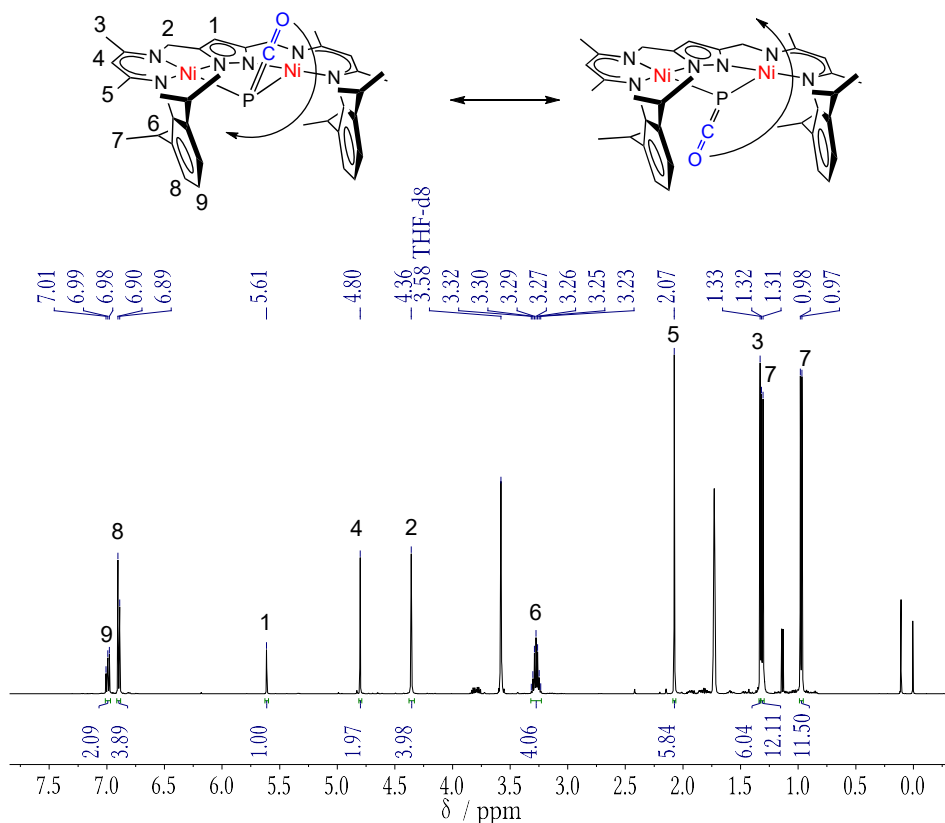 3 2 1 O
4 N N C N
Ni N N Ni
5 N P N
7 6
8
9
N N
Ni N N Ni
N P N
C
O
7.01 6.99 6.98 6.90 6.89 5.61 4.80 4.36 3.58 THF-d8 3.32 3.30 3.29 3.27 3.26 3.25 3.23 2.07 1.33 1.32 1.31 0.98 0.97
5 3 7 7
8 4 2
9 1 6
2.09 3.89 1.00 1.97 3.98 4.06 5.84 6.04 12.11 11.50
7.5 7.0 6.5 6.0 5.5 5.0 4.5 4.0 3.5 3.0 2.5 2.0 1.5 1.0 0.5 0.0
δ / ppm